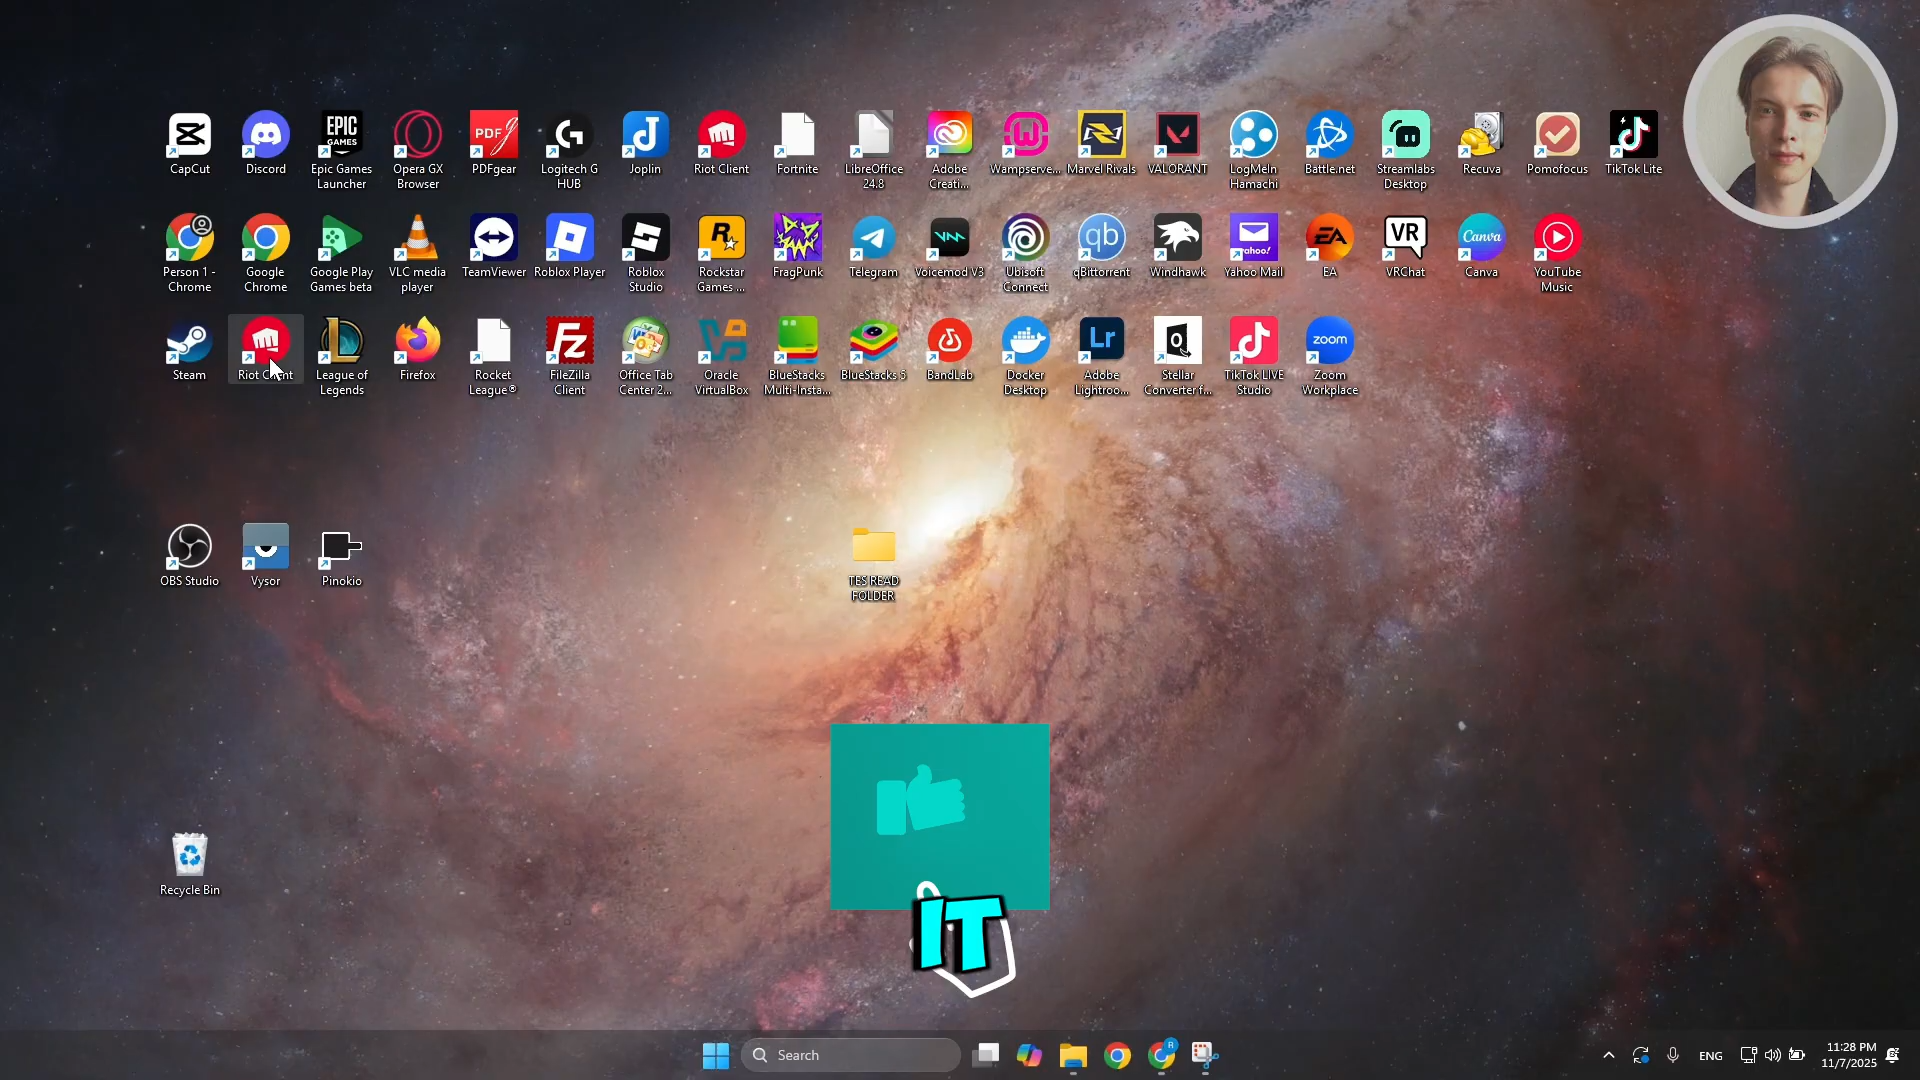 CapCut
Discord
Epic Games
Launcher
Opera GX
Browser
PDFgear
Logitech G
HUB
Joplin
Riot Client
Fortnite
LibreOffice
24.8
Adobe
Creati...
Wampserve...
Marvel Rivals
VALORANT
LogMeIn
Hamachi
Battle.net
Streamlabs
Desktop
Recuva
Pomofocus
TikTok Lite
Person 1 -
Chrome
Google
Chrome
Google Play
Games beta
VLC media
player
TeamViewer
Roblox Player
Roblox
Studio
Rockstar
Games ...
FragPunk
Telegram
Voicemod V3
Ubisoft
Connect
qBittorrent
Windhawk
Yahoo Mail
EA
VRChat
Canva
YouTube
Music
Steam
Riot Client
League of
Legends
Firefox
Rocket
League®
FileZilla
Client
Office Tab
Center 2...
Oracle
VirtualBox
BlueStacks
Multi-Insta...
BlueStacks 5
BandLab
Docker
Desktop
Adobe
Lightroo...
Stellar
Converter f...
TikTok LIVE
Studio
Zoom
Workplace
OBS Studio
Vysor
Pinokio
TES READ
FOLDER
Recycle Bin
IT
Search
ENG
11:28 PM
11/7/2025